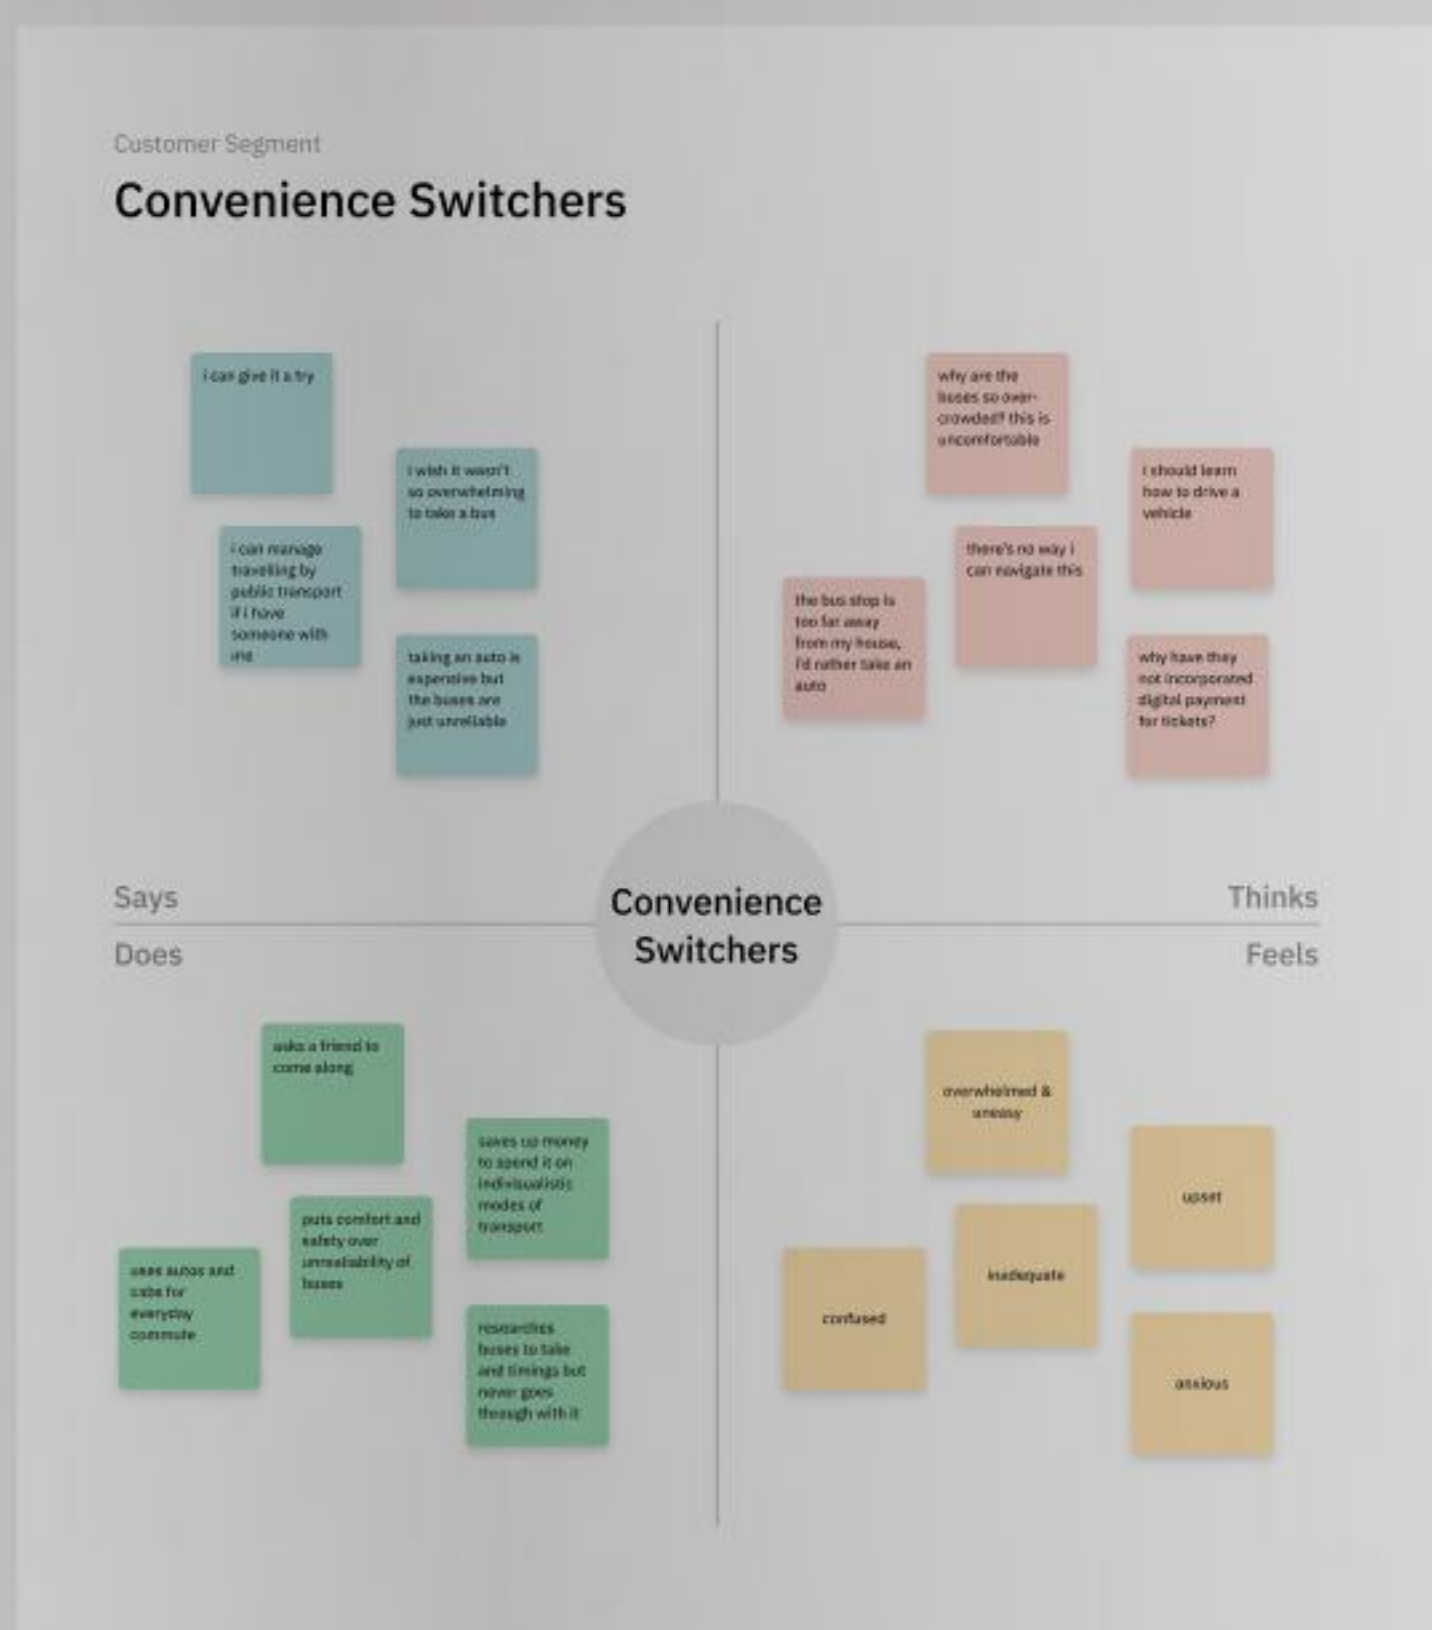 Customer Segment
Convenience Switchers
i can give it a try
i wish it wasn't
so overwhelming
to take a bus
i can manage
travelling by
public transport
if i have
someone with
me
taking an auto is
expensive but
the buses are
just unreliable
why are the
buses so over-
crowded? this is
uncomfortable
i should learn
how to drive a
vehicle
there's no way i
can navigate this
the bus stop is
too far away
from my house,
i'd rather take an
auto
why have they
not incorporated
digital payment
for tickets?
Says
Thinks
Convenience
Switchers
Does
Feels
asks a friend to
come along
saves up money
to spend it on
indivisualistic
modes of
transport
puts comfort and
safety over
unrealiability of
buses
uses autos and
cabs for
everyday
commute
researches
buses to take
and timings but
never goes
through with it
overwhelmed &
uneasy
upset
inadequate
confused
anxious